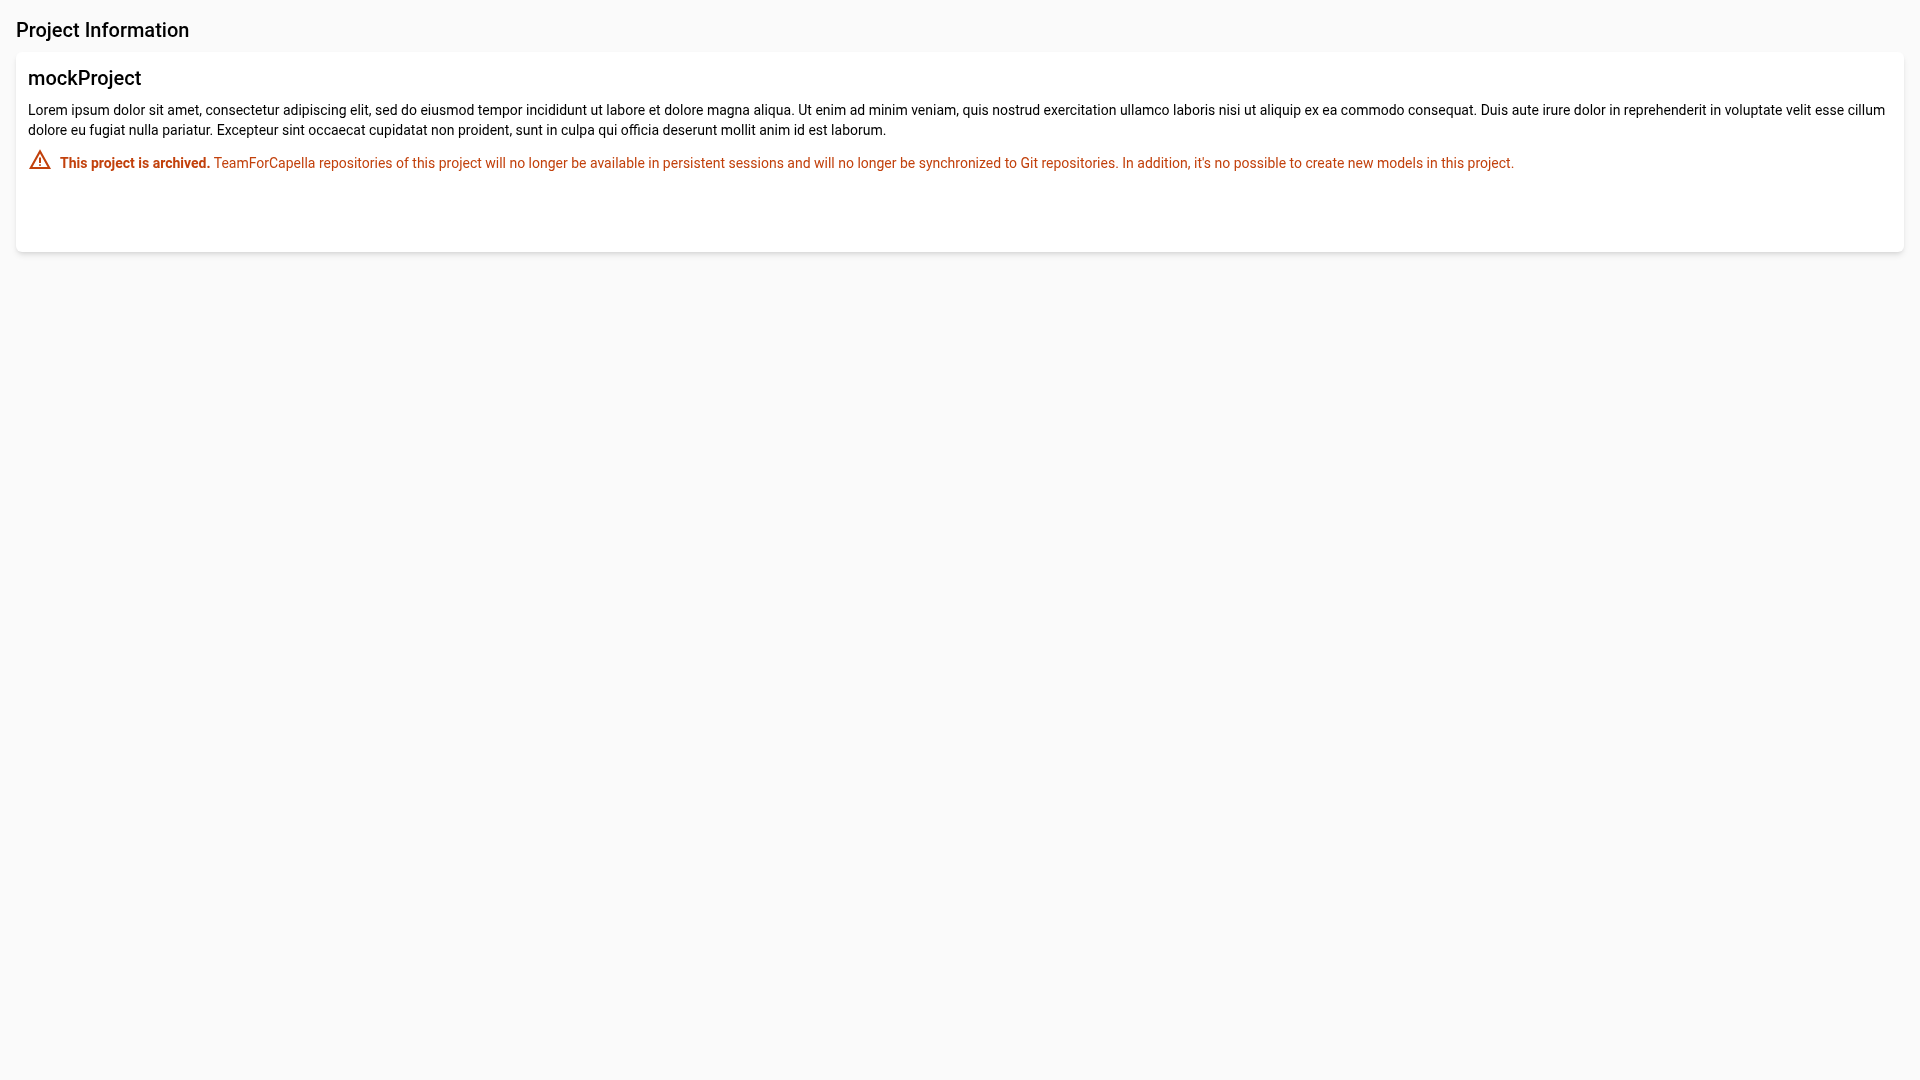 Project Information
mockProject
Lorem ipsum dolor sit amet, consectetur adipiscing elit, sed do eiusmod tempor incididunt ut labore et dolore magna aliqua. Ut enim ad minim veniam, quis nostrud exercitation ullamco laboris nisi ut aliquip ex ea commodo consequat. Duis aute irure dolor in reprehenderit in voluptate velit esse cillum
dolore eu fugiat nulla pariatur. Excepteur sint occaecat cupidatat non proident, sunt in culpa qui officia deserunt mollit anim id est laborum.
This project is archived. TeamForCapella repositories of this project will no longer be available in persistent sessions and will no longer be synchronized to Git repositories. In addition, it's no possible to create new models in this project.